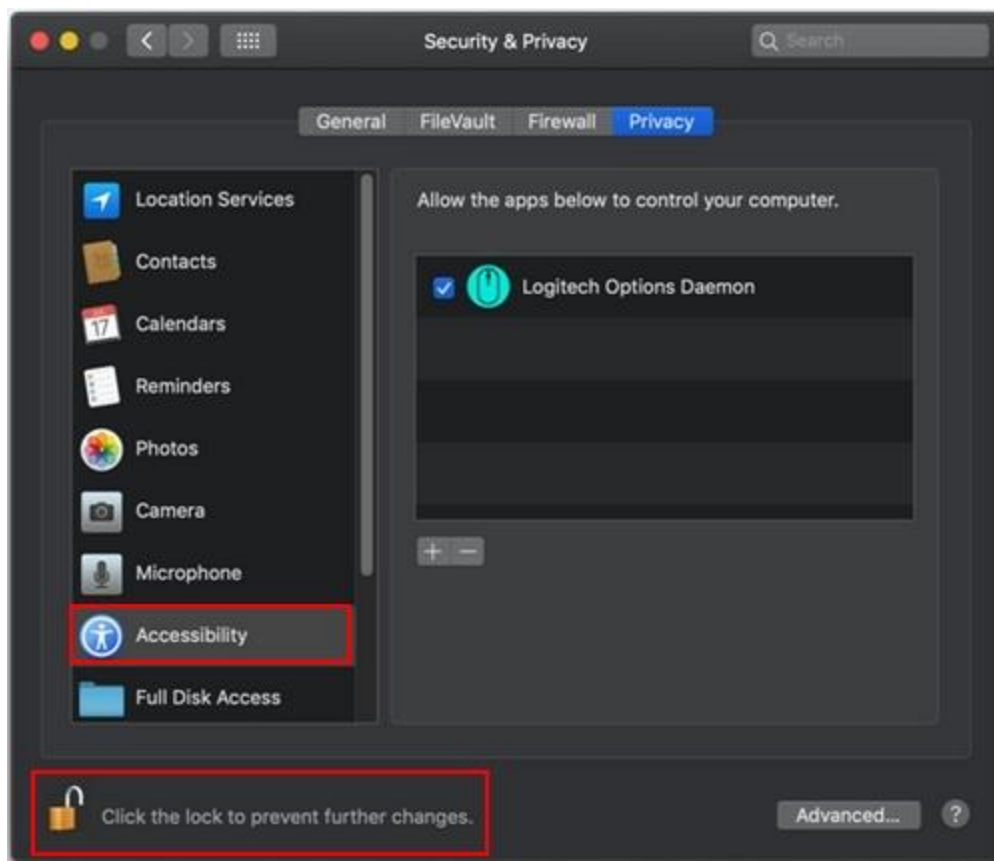 Security & Privacy
Search
General FileVault Firewall Privacy
Location Services
Contacts
17
Calendars
Reminders
Photos
Camera
Microphone
Accessibility
Full Disk Access
Allow the apps below to control your computer.
Logitech Options Daemon
+ −
Click the lock to prevent further changes.
Advanced...
?